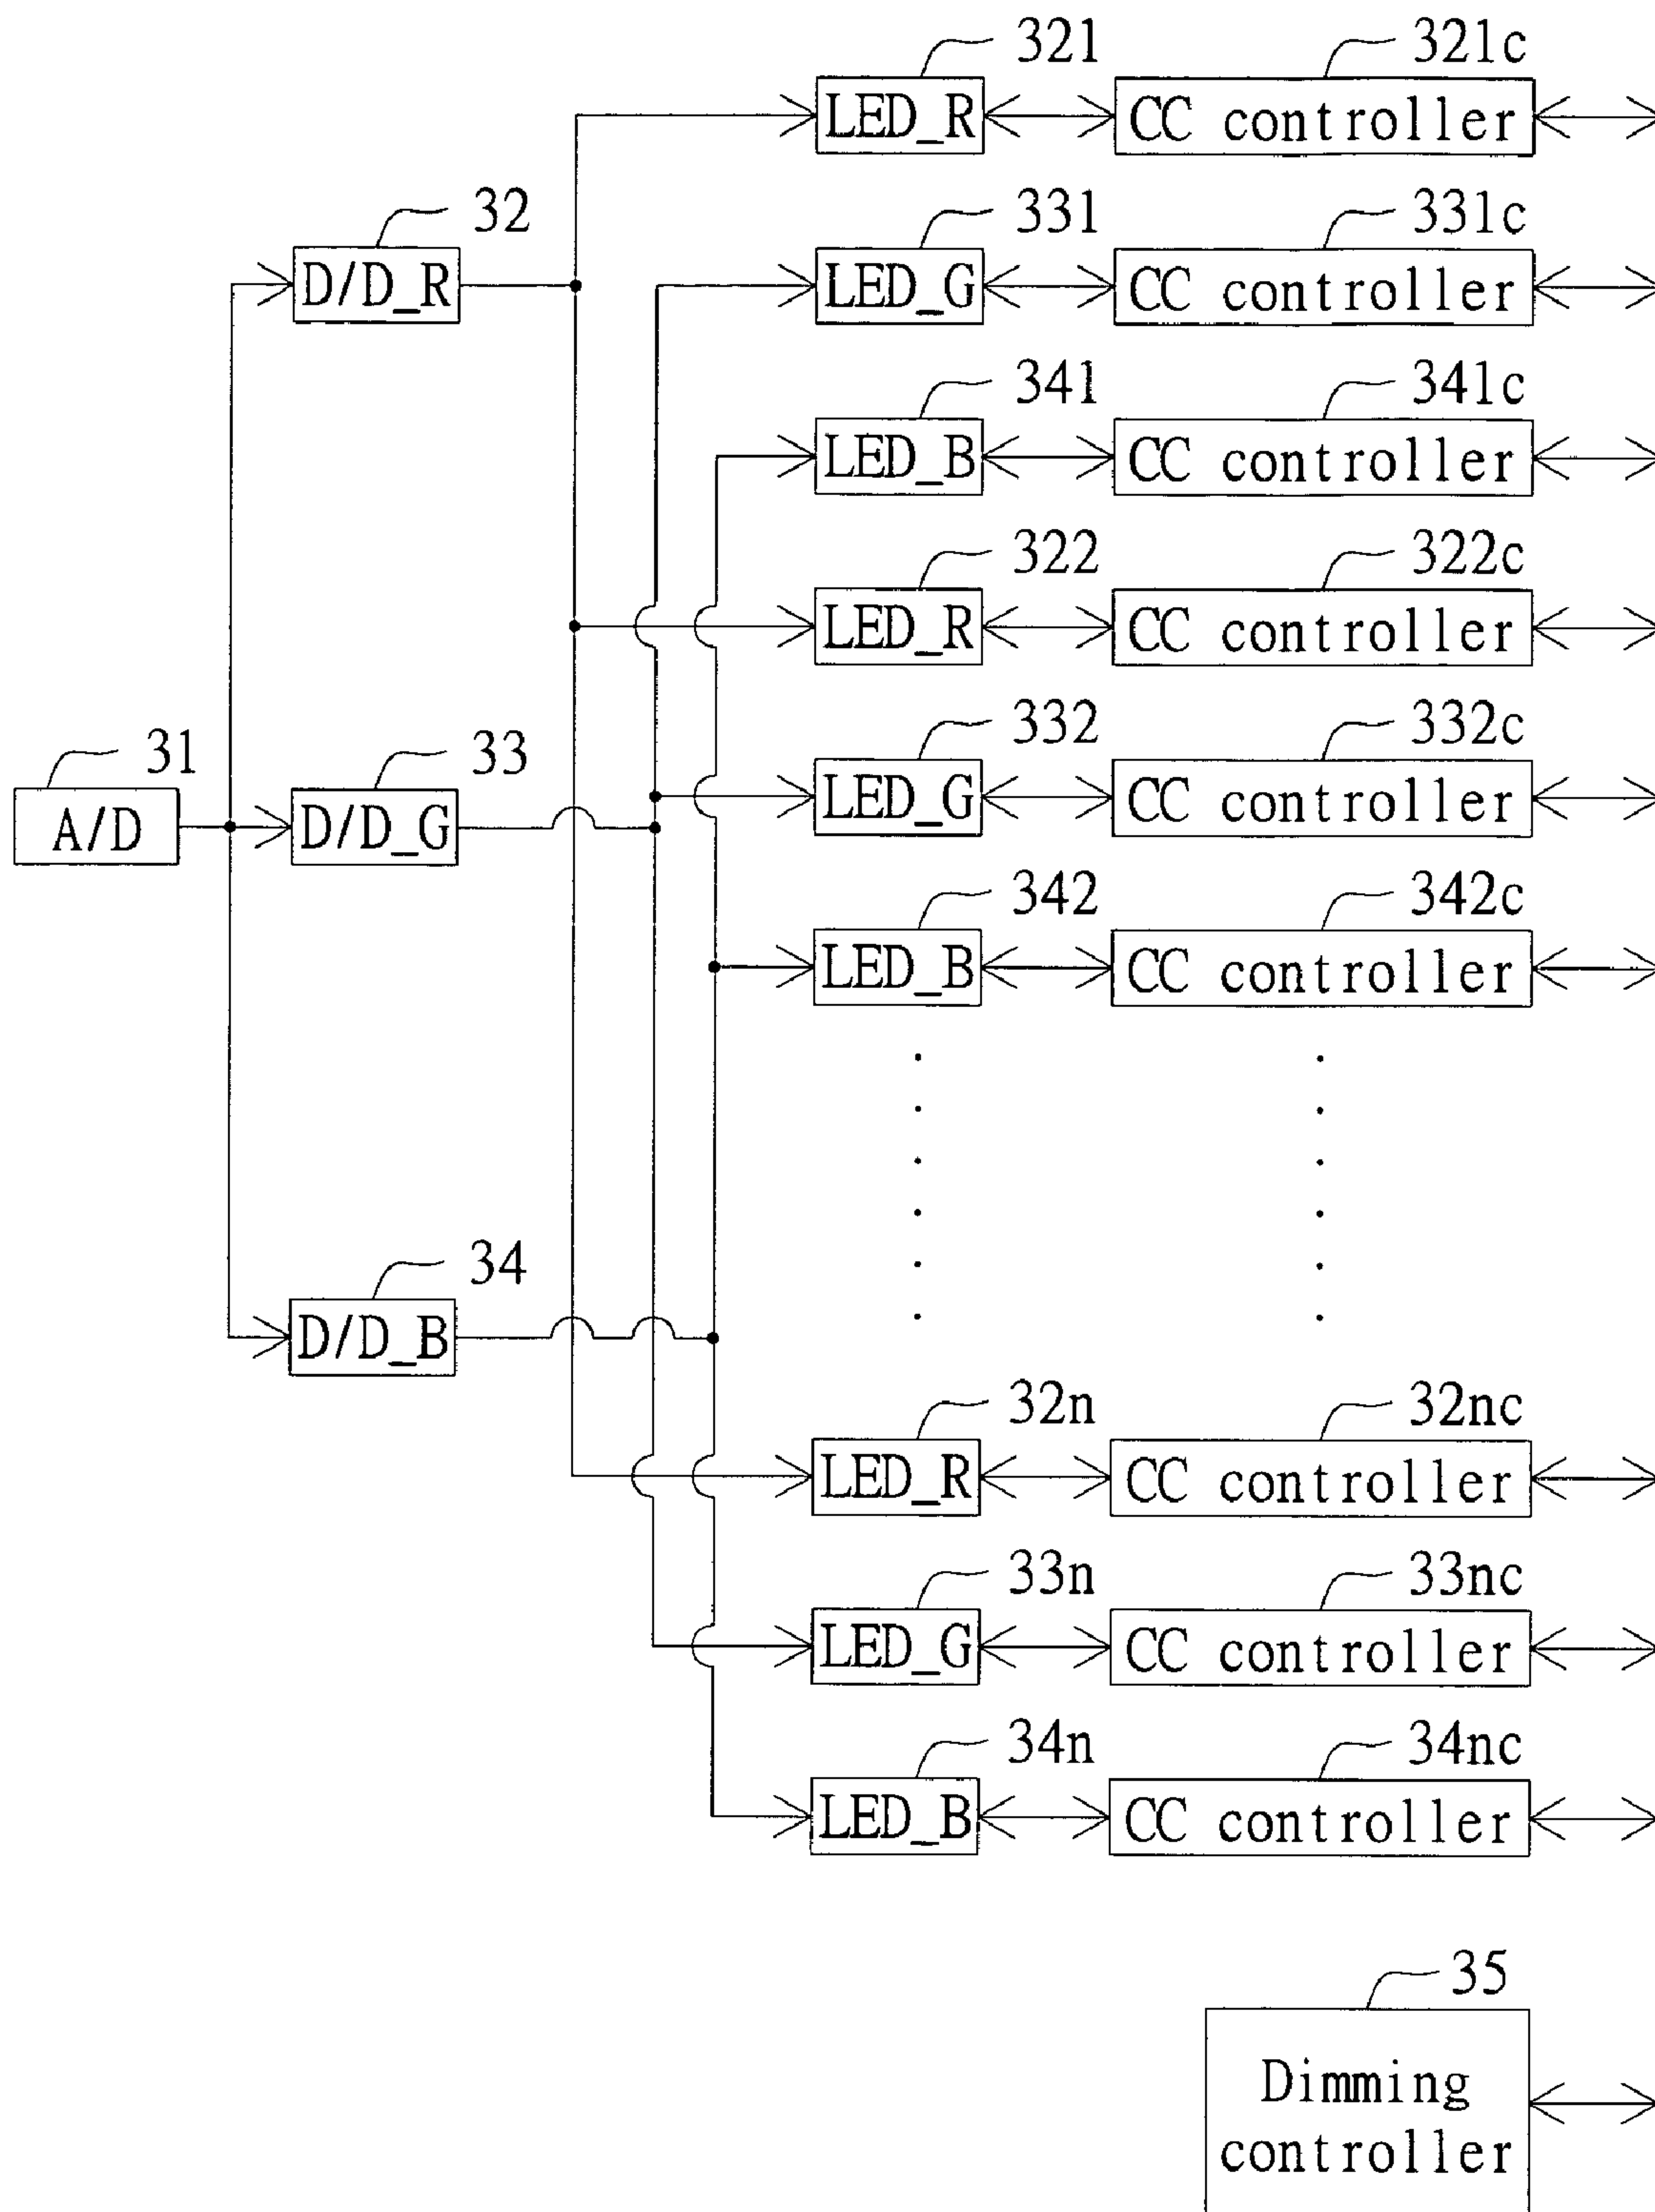 321 321c
LED_R CC controller
32 331 331c
D/D_R LED_G CC controller
341 341c
LED_B CC controller
322 322c
LED_R CC controller
31 33 332 332c
A/D D/D_G LED_G CC controller
342 342c
LED_B CC controller
34
D/D_B
32n 32nc
LED_R CC controller
33n 33nc
LED_G CC controller
34n 34nc
LED_B CC controller
35
Dimming
controller